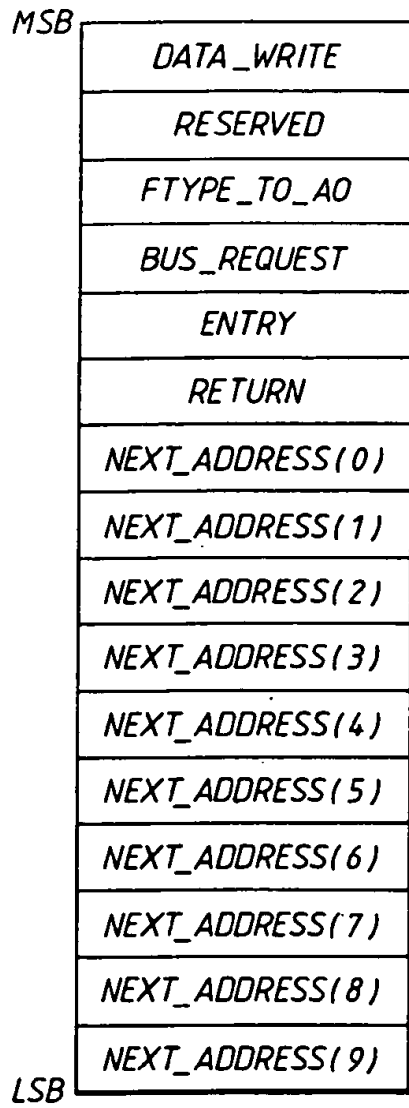 MSB
DATA_WRITE
RESERVED
FTYPE_TO_AO
BUS_REQUEST
ENTRY
RETURN
NEXT_ADDRESS(0)
NEXT_ADDRESS(1)
NEXT_ADDRESS(2)
NEXT_ADDRESS(3)
NEXT_ADDRESS(4)
NEXT_ADDRESS(5)
NEXT_ADDRESS(6)
NEXT_ADDRESS(7)
NEXT_ADDRESS(8)
NEXT_ADDRESS(9)
LSB